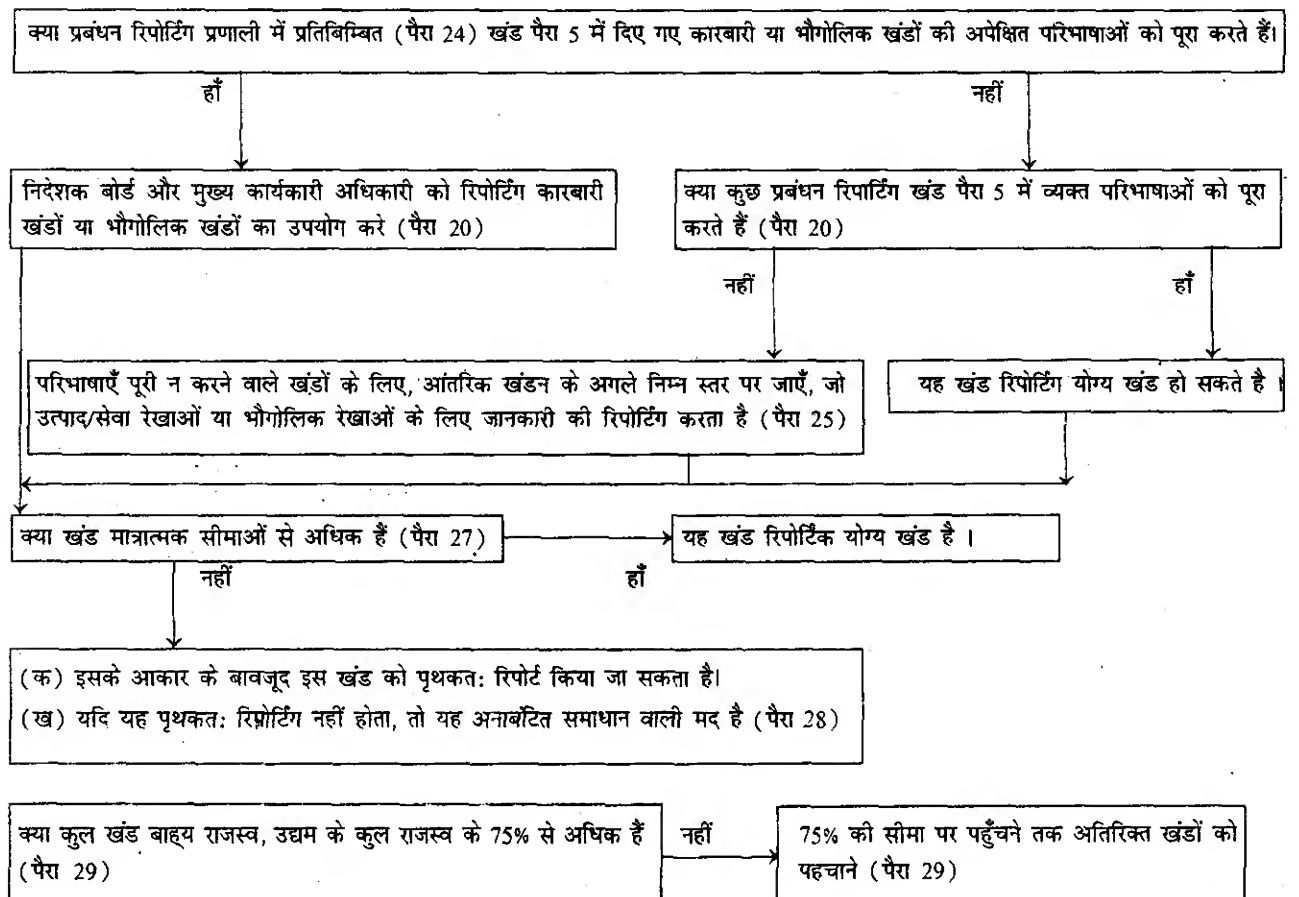 क्या प्रबंधन रिपोर्टिंग प्रणाली में प्रतिबिम्बित (पैरा 24) खंड पैरा 5 में दिए गए कारबारी या भौगोलिक खंडों की अपेक्षित परिभाषाओं को पूरा करते हैं।
हाँ
नहीं
निदेशक बोर्ड और मुख्य कार्यकारी अधिकारी को रिपोर्टिंग कारबारी
खंडों या भौगोलिक खंडों का उपयोग करे (पैरा 20)
क्या कुछ प्रबंधन रिपार्टिंग खंड पैरा 5 में व्यक्त परिभाषाओं को पूरा
करते हैं (पैरा 20)
नहीं
हाँ
परिभाषाएँ पूरी न करने वाले खंडों के लिए, आंतरिक खंडन के अगले निम्न स्तर पर जाएँ, जो
उत्पाद/सेवा रेखाओं या भौगोलिक रेखाओं के लिए जानकारी की रिपोर्टिंग करता है (पैरा 25)
यह खंड रिपोर्टिंग योग्य खंड हो सकते है ।
क्या खंड मात्रात्मक सीमाओं से अधिक हैं (पैरा 27)
यह खंड रिपोर्टिक योग्य खंड है ।
नहीं
हाँ
(क) इसके आकार के बावजूद इस खंड को पृथकत: रिपोर्ट किया जा सकता है।
(ख) यदि यह पृथकत: रिपोर्टिंग नहीं होता, तो यह अनाबंटित समाधान वाली मद है (पैरा 28)
क्या कुल खंड बाह्य राजस्व, उद्यम के कुल राजस्व के 75% से अधिक हैं
(पैरा 29)
नहीं
75% की सीमा पर पहुँचने तक अतिरिक्त खंडों को
पहचाने (पैरा 29)